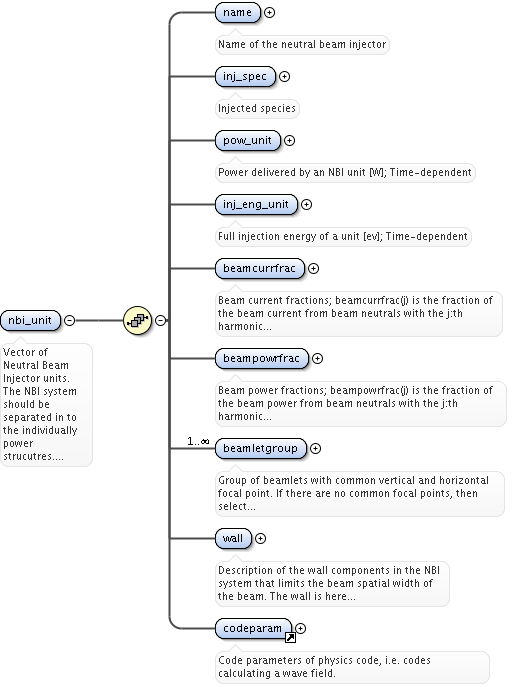 name
Name of the neutral beam injector
inj_spec
Injected species
pow_unit
Power delivered by an NBI unit [W]; Time-dependent
inj_eng_unit
Full injection energy of a unit [ev]; Time-dependent
beamcurrfrac
Beam current fractions; beamcurrfrac(j) is the fraction of
the beam current from beam neutrals with the j:th
harmonic...
nbi_unit
Vector of
Neutral Beam
Injector units.
The NBI system
should be
separated in to
the individually
power
strucutres....
beampowrfrac
Beam power fractions; beampowrfrac(j) is the fraction of
the beam power from beam neutrals with the j:th
harmonic...
1..∞
beamletgroup
Group of beamlets with common vertical and horizontal
focal point. If there are no common focal points, then
select...
wall
Description of the wall components in the NBI
system that limits the beam spatial width of
the beam. The wall is here...
codeparam
Code parameters of physics code, i.e. codes
calculating a wave field.